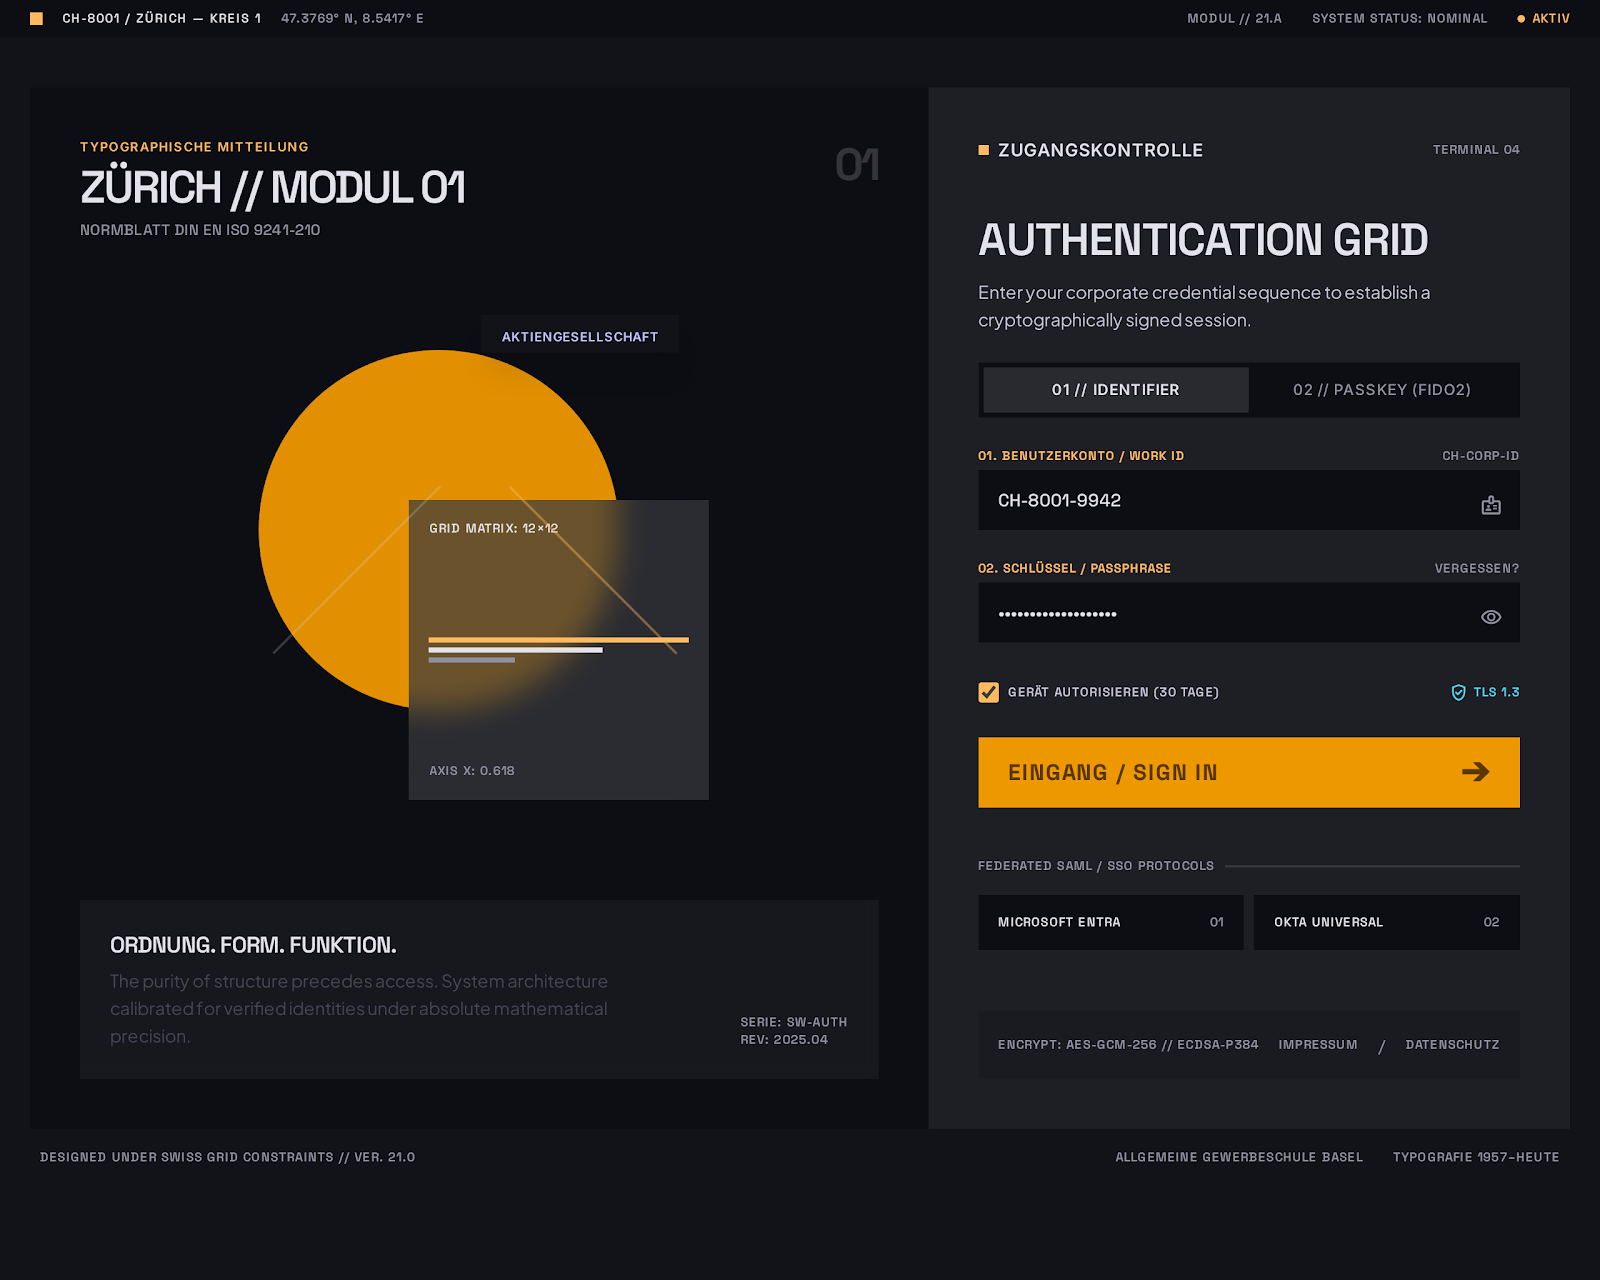 CH-8001 / ZÜRICH — KREIS 1
47.3769° N, 8.5417° E
MODUL // 21.A
SYSTEM STATUS: NOMINAL
AKTIV
TYPOGRAPHISCHE MITTEILUNG
ZÜRICH // MODUL 01
NORMBLATT DIN EN ISO 9241-210
01
AKTIENGESELLSCHAFT
GRID MATRIX: 12×12
AXIS X: 0.618
ORDNUNG. FORM. FUNKTION.
The purity of structure precedes access. System architecture
calibrated for verified identities under absolute mathematical
precision.
SERIE: SW-AUTH
REV: 2025.04
ZUGANGSKONTROLLE
TERMINAL 04
AUTHENTICATION GRID
Enter your corporate credential sequence to establish a
cryptographically signed session.
01 // IDENTIFIER
02 // PASSKEY (FIDO2)
01. BENUTZERKONTO / WORK ID
CH-CORP-ID
CH-8001-9942
02. SCHLÜSSEL / PASSPHRASE
VERGESSEN?
•••••••••••••••••••
GERÄT AUTORISIEREN (30 TAGE)
TLS 1.3
EINGANG / SIGN IN
FEDERATED SAML / SSO PROTOCOLS
MICROSOFT ENTRA
01
OKTA UNIVERSAL
02
ENCRYPT: AES-GCM-256 // ECDSA-P384
IMPRESSUM / DATENSCHUTZ
DESIGNED UNDER SWISS GRID CONSTRAINTS // VER. 21.0
ALLGEMEINE GEWERBESCHULE BASEL
TYPOGRAFIE 1957–HEUTE